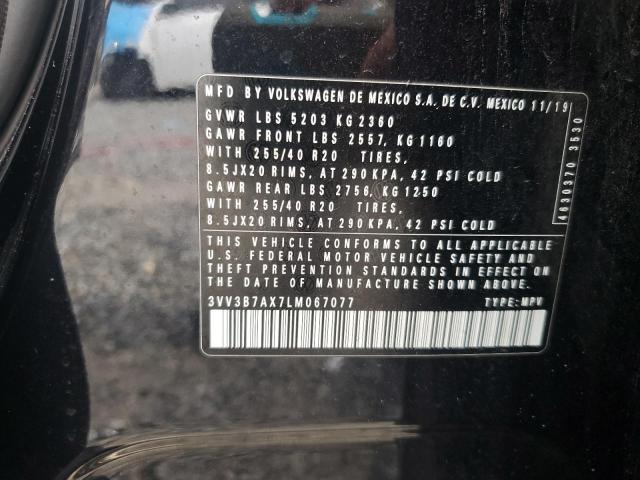 MFD BY VOLKSWAGEN DE MEXICO S.A. DE C.V. MEXICO 11/19
GVWR LBS 5203 KG 2360
GAWR FRONT LBS 2557, KG 1160
WITH 255/40 R20 TIRES,
8.5JX20 RIMS, AT 290 KPA, 42 PSI COLD
GAWR REAR LBS 2756, KG 1250
WITH 255/40 R20 TIRES,
8.5JX20 RIMS, AT 290 KPA, 42 PSI COLD
THIS VEHICLE CONFORMS TO ALL APPLICABLE
U.S. FEDERAL MOTOR VEHICLE SAFETY AND
THEFT PREVENTION STANDARDS IN EFFECT ON
THE DATE OF MANUFACTURE SHOWN ABOVE.
3VV3B7AX7LM067077 TYPE: MPV
4630370 3530